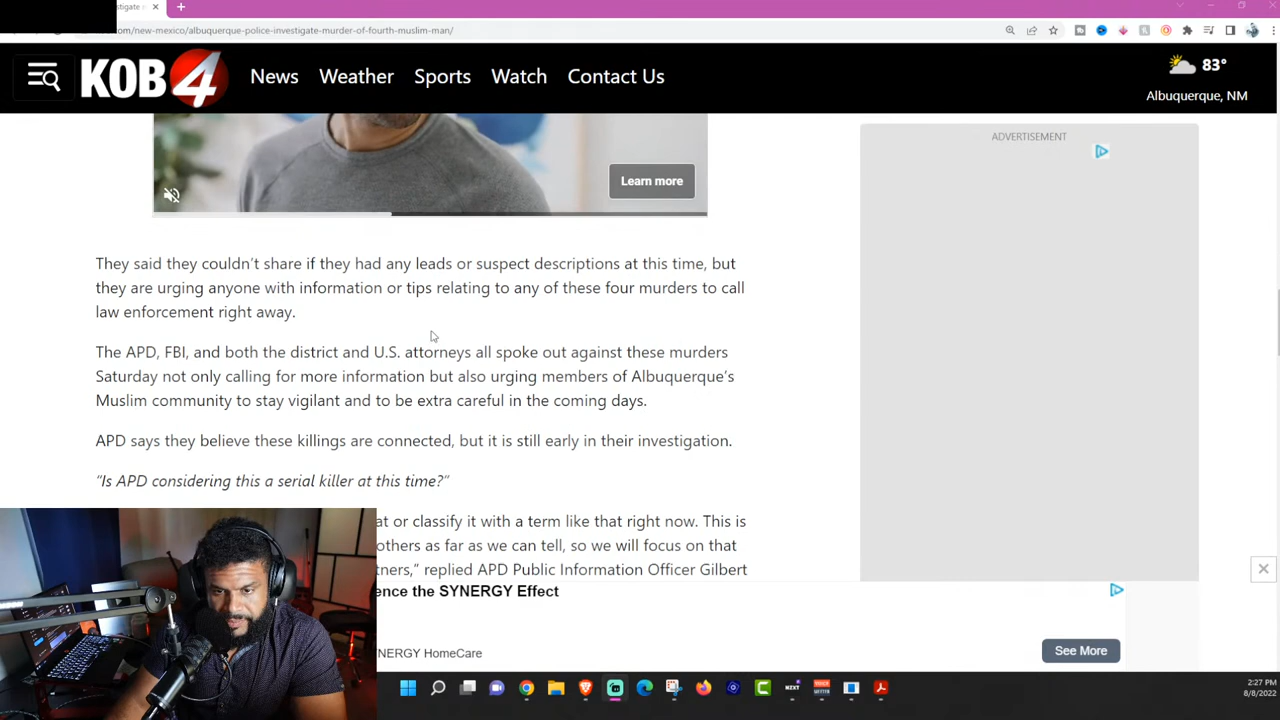 .com/new-mexico/albuquerque-police-investigate-murder-of-fourth-muslim-man/
KOB 4
News
Weather
Sports
Watch
Contact Us
83°
Albuquerque, NM
Learn more
ADVERTISEMENT
They said they couldn't share if they had any leads or suspect descriptions at this time, but
they are urging anyone with information or tips relating to any of these four murders to call
law enforcement right away.
The APD, FBI, and both the district and U.S. attorneys all spoke out against these murders
Saturday not only calling for more information but also urging members of Albuquerque's
Muslim community to stay vigilant and to be extra careful in the coming days.
APD says they believe these killings are connected, but it is still early in their investigation.
“Is APD considering this a serial killer at this time?”
at or classify it with a term like that right now. This is
others as far as we can tell, so we will focus on that
tners,” replied APD Public Information Officer Gilbert
ence the SYNERGY Effect
NERGY HomeCare
See More
2:27 PM
8/8/2022